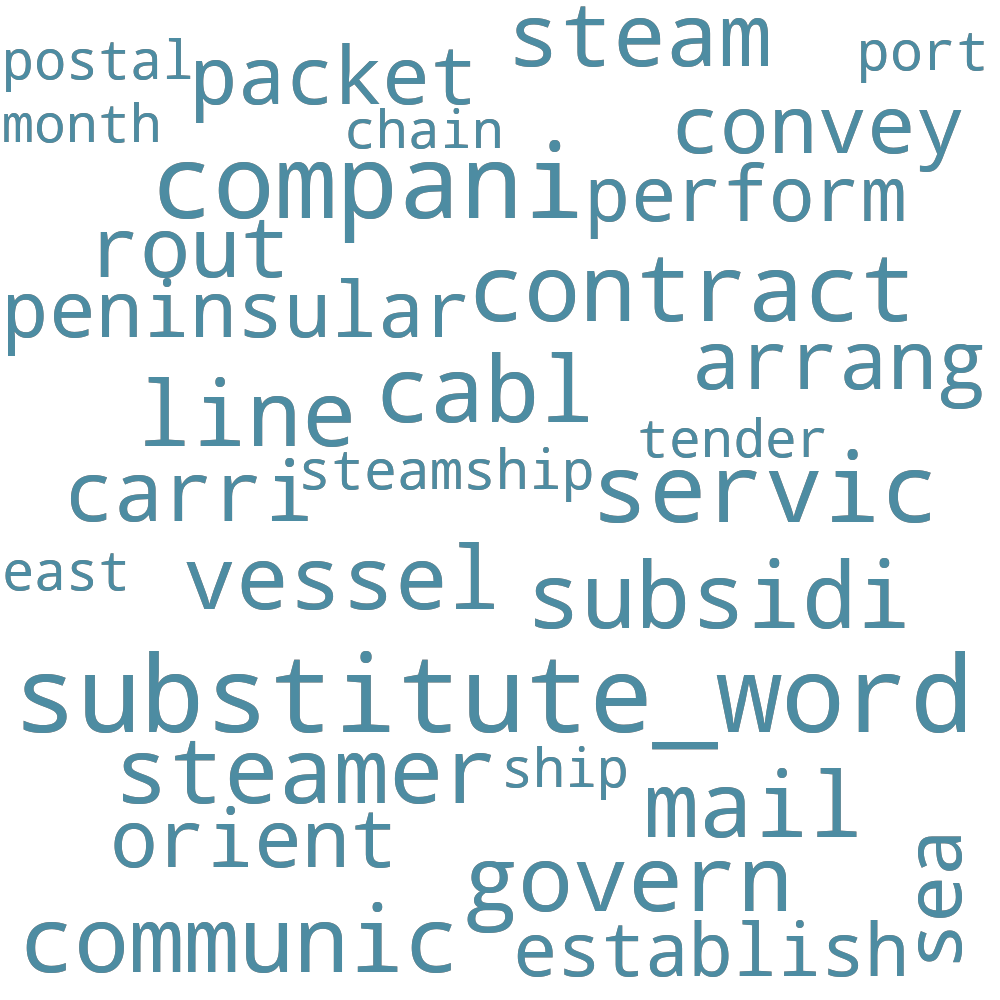 steam
postal
packet
port
month
chain
convey
compani
perform
rout
peninsular
contract
arrang
line
cabl
tender
carri
steamship
servic
east
vessel
subsidi
substitute_word
steamer
ship
mail
orient
govern
sea
communic
establish